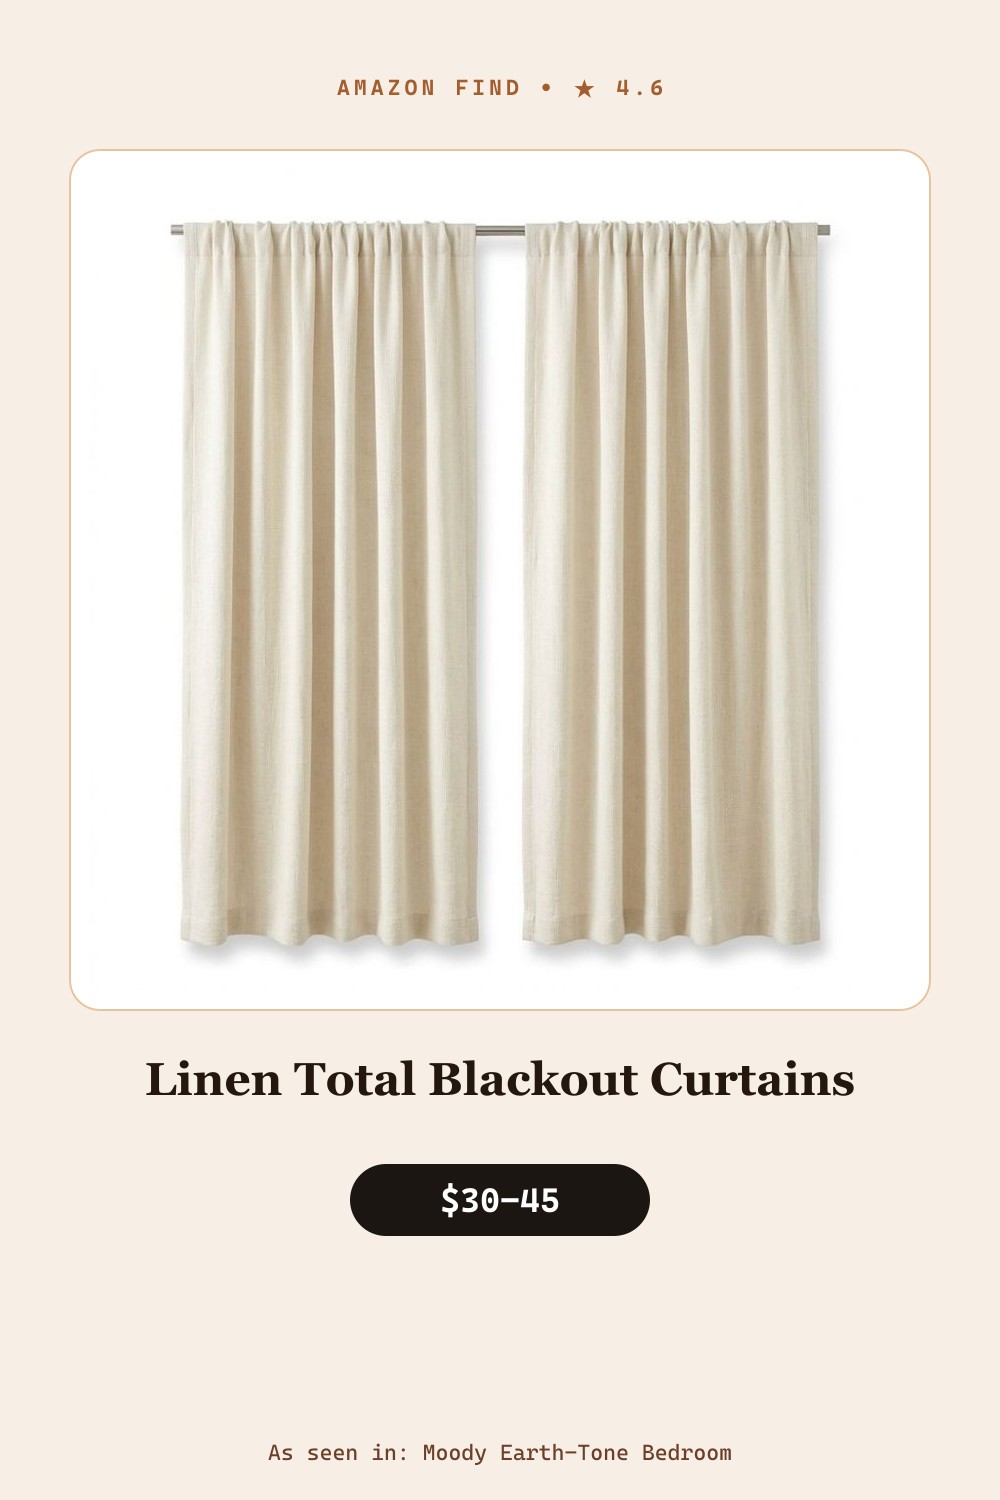 AMAZON FIND • ★ 4.6
Linen Total Blackout Curtains
$30–45
As seen in: Moody Earth-Tone Bedroom